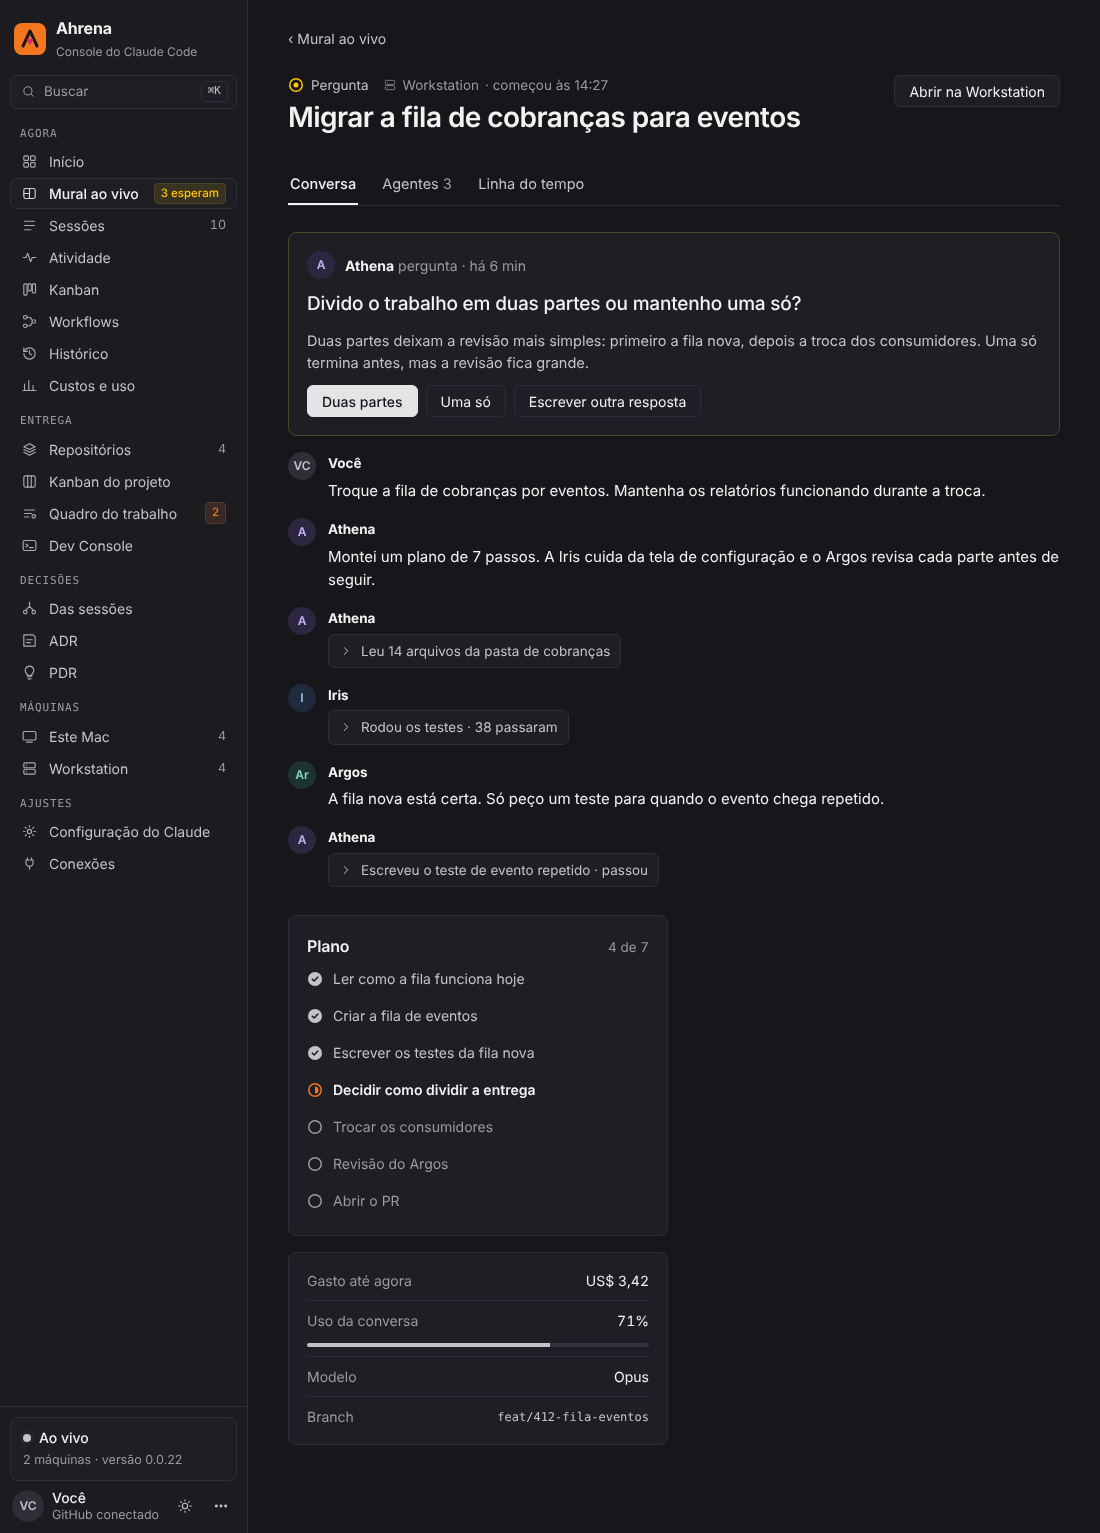 Ahrena
Console do Claude Code
Buscar
⌘K
AGORA
Início
Mural ao vivo
3 esperam
Sessões
10
Atividade
Kanban
Workflows
Histórico
Custos e uso
ENTREGA
Repositórios
4
Kanban do projeto
Quadro do trabalho
2
Dev Console
DECISÕES
Das sessões
ADR
PDR
MÁQUINAS
Este Mac
4
Workstation
4
AJUSTES
Configuração do Claude
Conexões
Ao vivo
2 máquinas · versão 0.0.22
VC
Você
GitHub conectado
‹ Mural ao vivo
Pergunta
Workstation · começou às 14:27
Abrir na Workstation
Migrar a fila de cobranças para eventos
Conversa
Agentes 3
Linha do tempo
A
Athena pergunta · há 6 min
Divido o trabalho em duas partes ou mantenho uma só?
Duas partes deixam a revisão mais simples: primeiro a fila nova, depois a troca dos consumidores. Uma só
termina antes, mas a revisão fica grande.
Duas partes
Uma só
Escrever outra resposta
VC
Você
Troque a fila de cobranças por eventos. Mantenha os relatórios funcionando durante a troca.
A
Athena
Montei um plano de 7 passos. A Iris cuida da tela de configuração e o Argos revisa cada parte antes de
seguir.
A
Athena
Leu 14 arquivos da pasta de cobranças
I
Iris
Rodou os testes · 38 passaram
Ar
Argos
A fila nova está certa. Só peço um teste para quando o evento chega repetido.
A
Athena
Escreveu o teste de evento repetido · passou
Plano
4 de 7
Ler como a fila funciona hoje
Criar a fila de eventos
Escrever os testes da fila nova
Decidir como dividir a entrega
Trocar os consumidores
Revisão do Argos
Abrir o PR
Gasto até agora
US$ 3,42
Uso da conversa
71%
Modelo
Opus
Branch
feat/412-fila-eventos